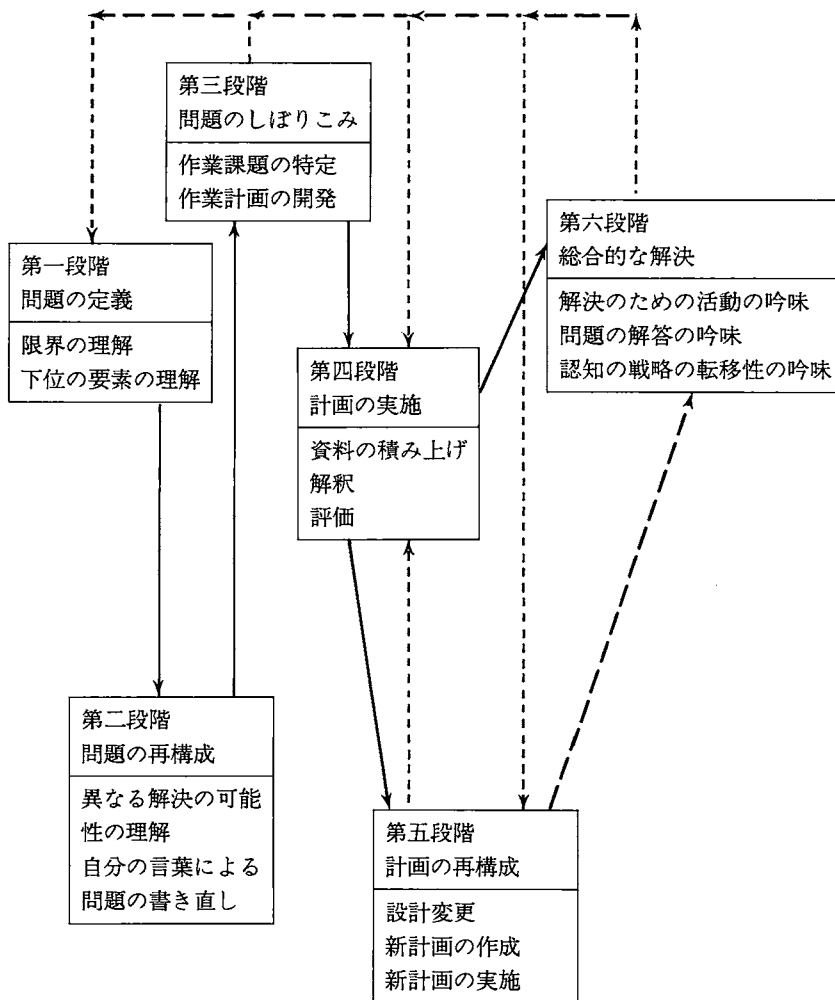 第一段階
問題の定義
限界の理解
下位の要素の理解
第二段階
問題の再構成
異なる解決の可能
性の理解
自分の言葉による
問題の書き直し
第三段階
問題のしぼりこみ
作業課題の特定
作業計画の開発
第四段階
計画の実施
資料の積み上げ
解釈
評価
第五段階
計画の再構成
設計変更
新計画の作成
新計画の実施
第六段階
総合的な解決
解決のための活動の吟味
問題の解答の吟味
認知の戦略の転移性の吟味